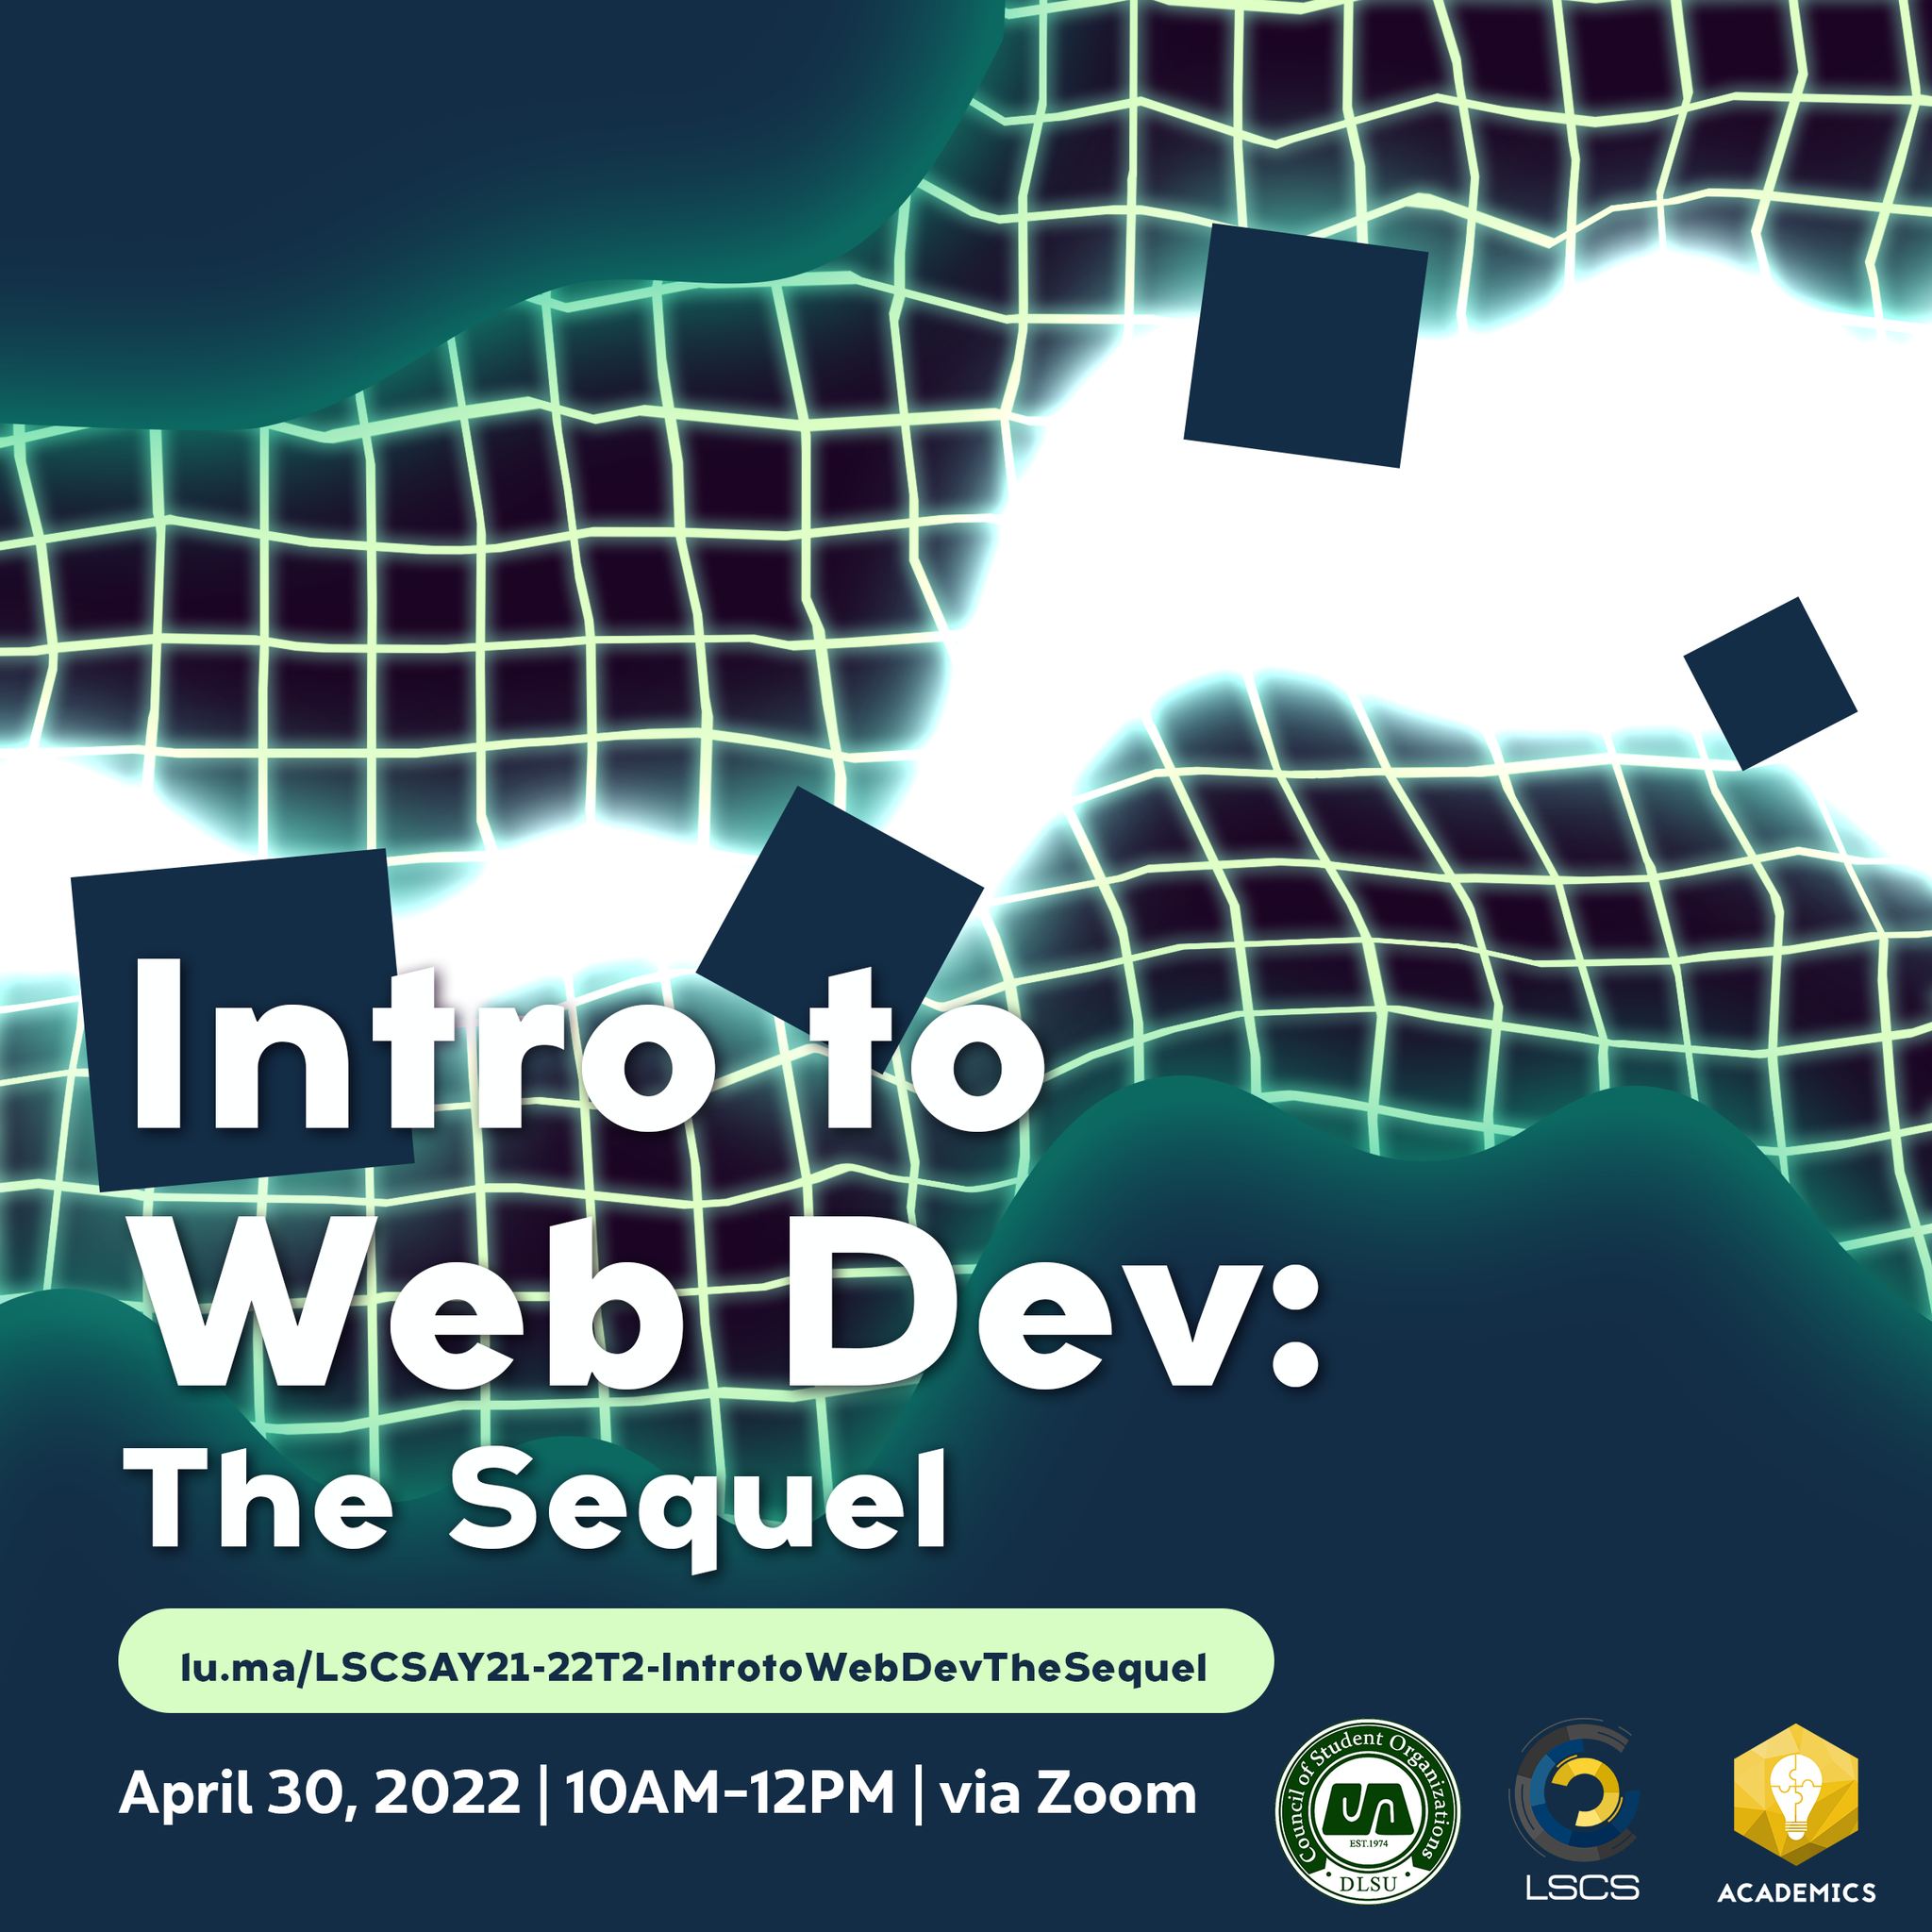 Intro to
Web Dev:
The Sequel
lu.ma/LSCSAY21-22T2-IntrotoWebDevTheSequel
April 30, 2022 | 10AM-12PM | via Zoom
Council of Student Organizations
EST.1974
DLSU
LSCS
ACADEMICS